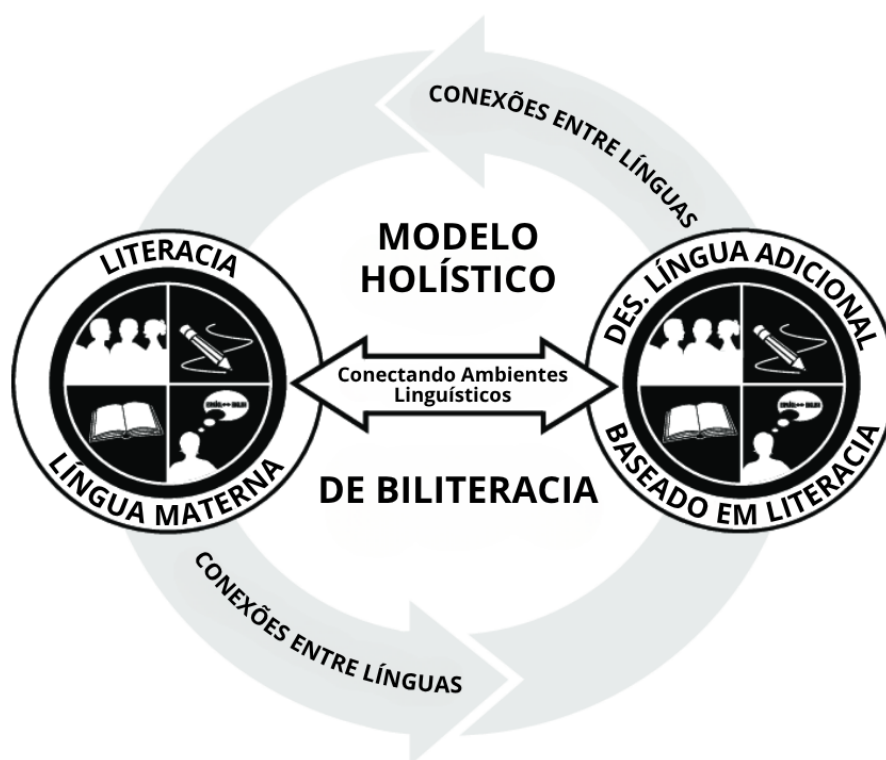 CONEXÕES ENTRE LÍNGUAS
MODELO
HOLÍSTICO
LITERACIA
LÍNGUA MATERNA
Conectando Ambientes
Linguísticos
DES. LÍNGUA ADICIONAL
BASEADO EM LITERACIA
DE BILITERACIA
CONEXÕES ENTRE LÍNGUAS